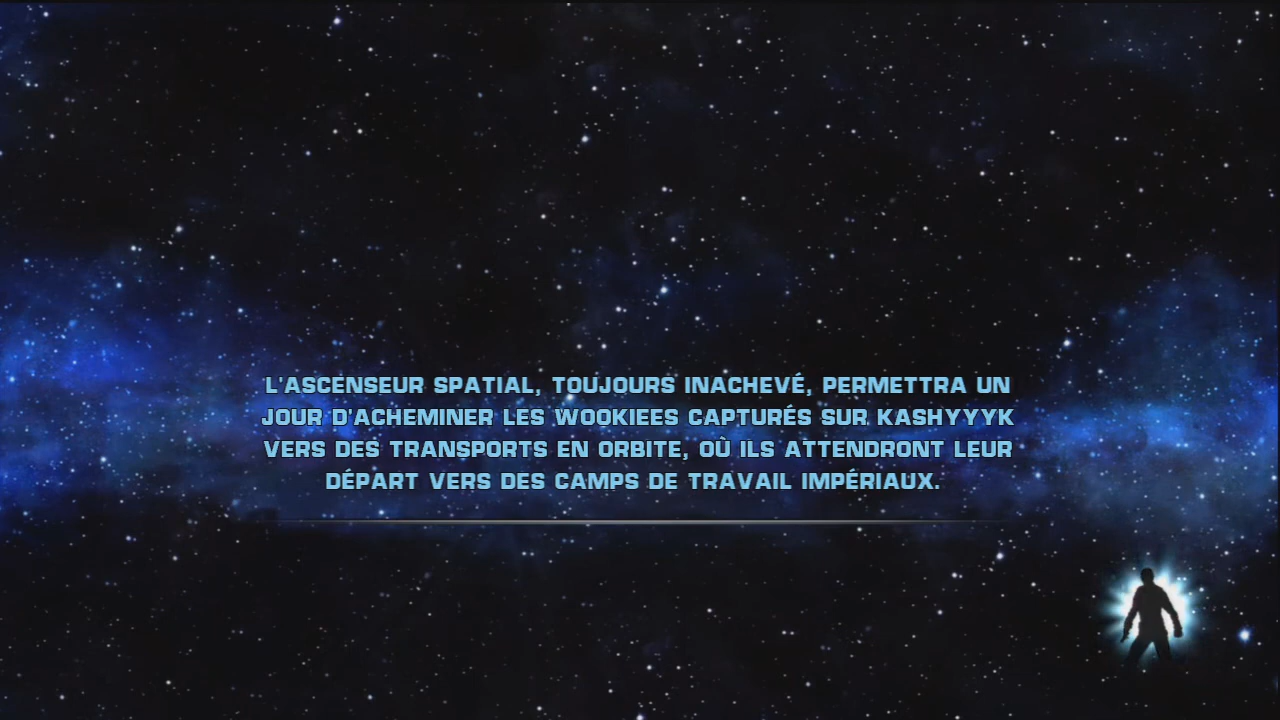 L'ASCENSEUR SPATIAL, TOUJOURS INACHEVÉ, PERMETTRA UN
JOUR D'ACHEMINER LES WOOKIEES CAPTURÉS SUR KASHYYYK
VERS DES TRANSPORTS EN ORBITE, OÙ ILS ATTENDRONT LEUR
DÉPART VERS DES CAMPS DE TRAVAIL IMPÉRIAUX.